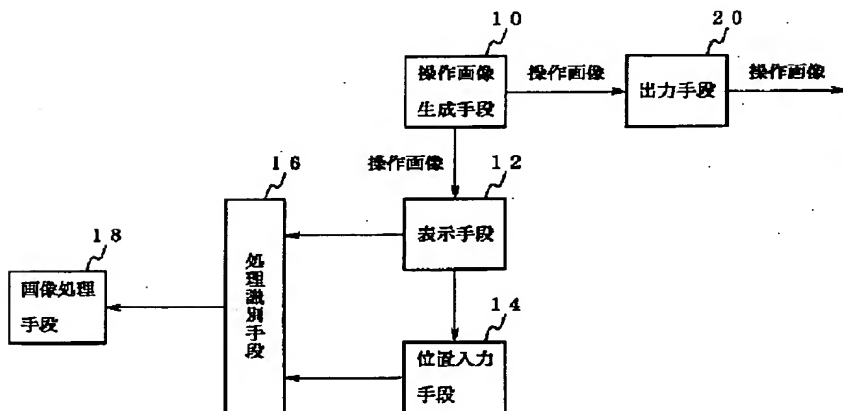 １０
２０
操作画像
生成手段
操作画像
出力手段
操作画像
操作画像
１６
１２
表示手段
処理識別手段
１８
画像処理
手段
１４
位置入力
手段